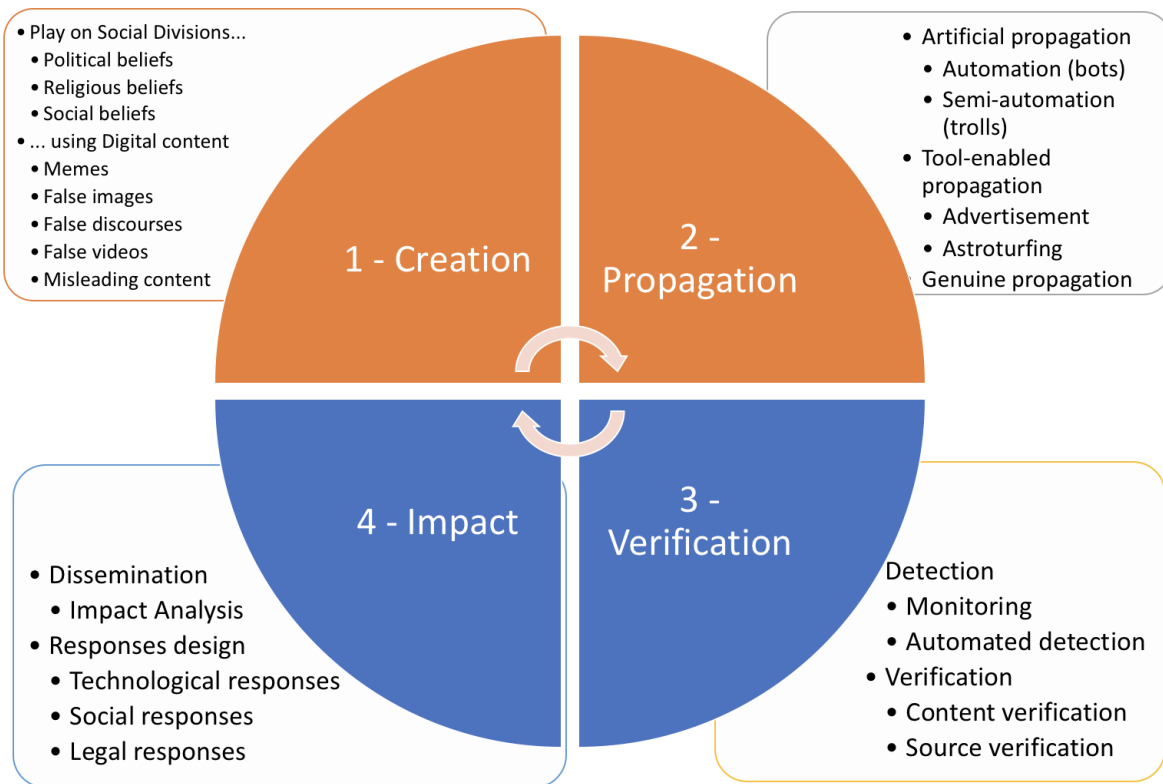 • Play on Social Divisions...
• Political beliefs
• Religious beliefs
• Social beliefs
• ... using Digital content
• Memes
• False images
• False discourses
• False videos
• Misleading content
1 - Creation
• Artificial propagation
• Automation (bots)
• Semi-automation
(trolls)
• Tool-enabled
propagation
• Advertisement
• Astroturfing
• Genuine propagation
2 -
Propagation
4 - Impact
• Dissemination
• Impact Analysis
• Responses design
• Technological responses
• Social responses
• Legal responses
3 -
Verification
Detection
• Monitoring
• Automated detection
• Verification
• Content verification
• Source verification